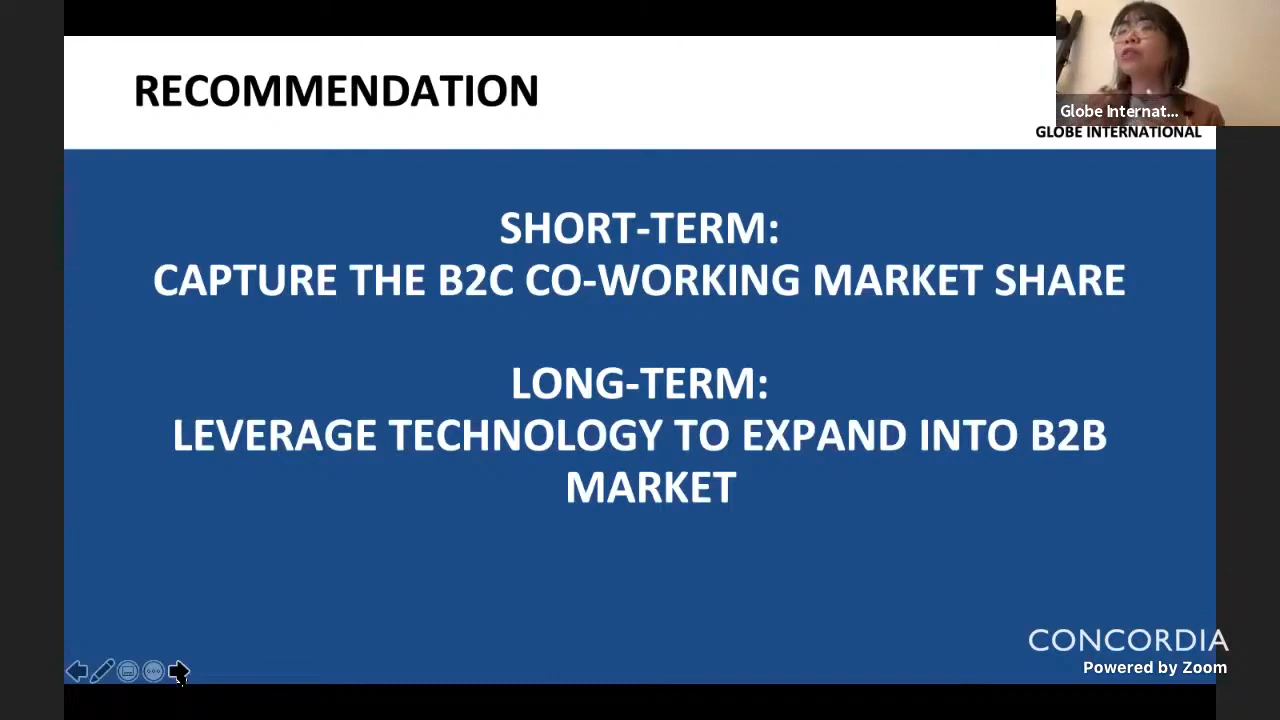 RECOMMENDATION
Globe Internat...
GLOBE INTERNATIONAL
SHORT-TERM:
CAPTURE THE B2C CO-WORKING MARKET SHARE
LONG-TERM:
LEVERAGE TECHNOLOGY TO EXPAND INTO B2B
MARKET
CONCORDIA
Powered by Zoom